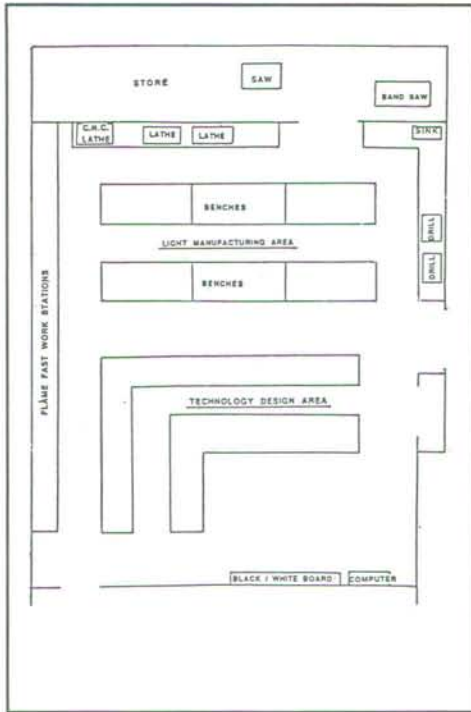 STORE
SAW
BAND SAW
C.N.C.
LATHE
LATHE
LATHE
SINK
BENCHES
DRILL
LIGHT MANUFACTURING AREA
DRILL
BENCHES
PLAME FAST WORK STATIONS
TECHNOLOGY DESIGN AREA
BLACK / WHITE BOARD
COMPUTER